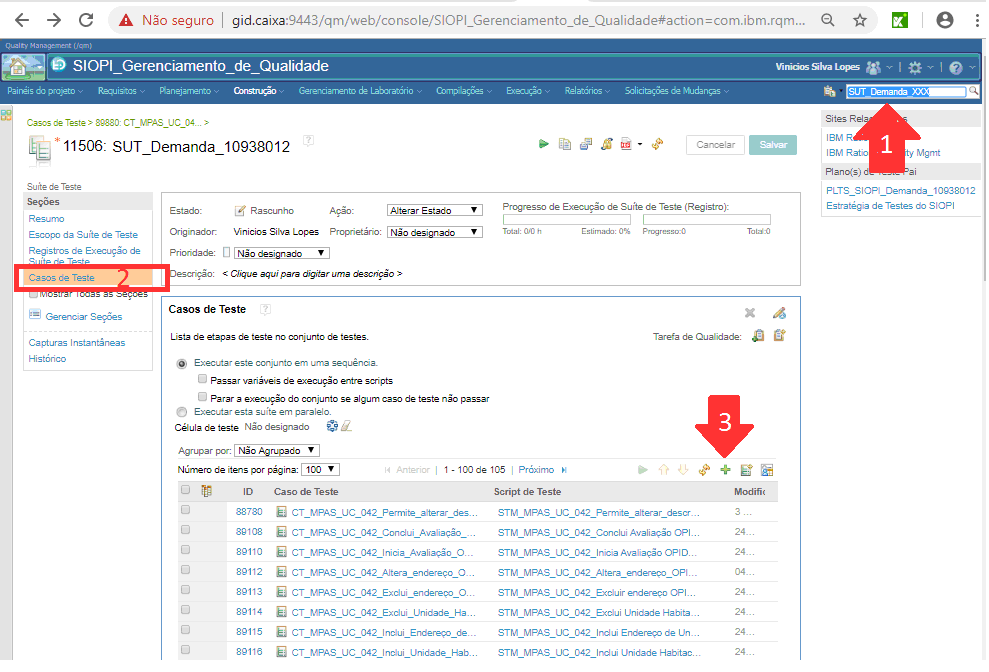 Não seguro | gid.caixa:9443/qm/web/console/SIOPI_Gerenciamento_de_Qualidade#action=com.ibm.rqm...
Quality Management (/qm)
SIOPI_Gerenciamento_de_Qualidade
Vinicios Silva Lopes
Painéis do projeto Requisitos Planejamento Construção Gerenciamento de Laboratório Compilações Execução Relatórios Solicitações de Mudanças
SUT_Demanda_XXX
1
Casos de Teste > 89880: CT_MPAS_UC_04... >
*11506: SUT_Demanda_10938012
Cancelar Salvar
Sites
IBM
IBM Mgmt
Plano(s) de Pai
PLTS_SIOPI_Demanda_10938012
Estratégia de Testes do SIOPI
Suíte de Teste
Seções
Resumo
Escopo da Suíte de Teste
Registros de Execução de
Suíte de Teste
Casos de Teste
2
Mostrar Todas as Seções
Gerenciar Seções
Capturas Instantâneas
Histórico
Estado: Rascunho Ação: Alterar Estado
Originador: Vinicios Silva Lopes Proprietário: Não designado
Prioridade: Não designado
Descrição: < Clique aqui para digitar uma descrição >
Progresso de Execução de Suíte de Teste (Registro):
Total: 0/0 h Estimado: 0% Progresso:0 Total:0
Casos de Teste
Lista de etapas de teste no conjunto de testes.
Tarefa de Qualidade:
Executar este conjunto em uma sequência.
Passar variáveis de execução entre scripts
Parar a execução do conjunto se algum caso de teste não passar
Executar esta suíte em paralelo.
Célula de teste Não designado
3
Agrupar por: Não Agrupado
Número de itens por página: 100
Anterior | 1 - 100 de 105 | Próximo
ID Caso de Teste Script de Teste Modific
88780 CT_MPAS_UC_042_Permite_alterar_des... STM_MPAS_UC_042_Permite_alterar_descr... 3 ...
89108 CT_MPAS_UC_042_Conclui_Avaliação_... STM_MPAS_UC_042_Conclui Avaliação OPI... 24...
89110 CT_MPAS_UC_042_Inicia_Avaliação_O... STM_MPAS_UC_042_Inicia Avaliação OPID... 24...
89112 CT_MPAS_UC_042_Altera_endereço_O... STM_MPAS_UC_042_Altera_endereço_OPI... 04...
89113 CT_MPAS_UC_042_Exclui_endereço_O... STM_MPAS_UC_042_Excluir endereço OPI... 24...
89114 CT_MPAS_UC_042_Exclui_Unidade_Ha... STM_MPAS_UC_042_Exclui Unidade Habita... 24...
89115 CT_MPAS_UC_042_Inclui_Endereço_de... STM_MPAS_UC_042_Inclui Endereço de Un... 24...
89116 CT_MPAS_UC_042_Inclui_Unidade_Hab... STM_MPAS_UC_042_Inclui Unidade Habitac... 24...